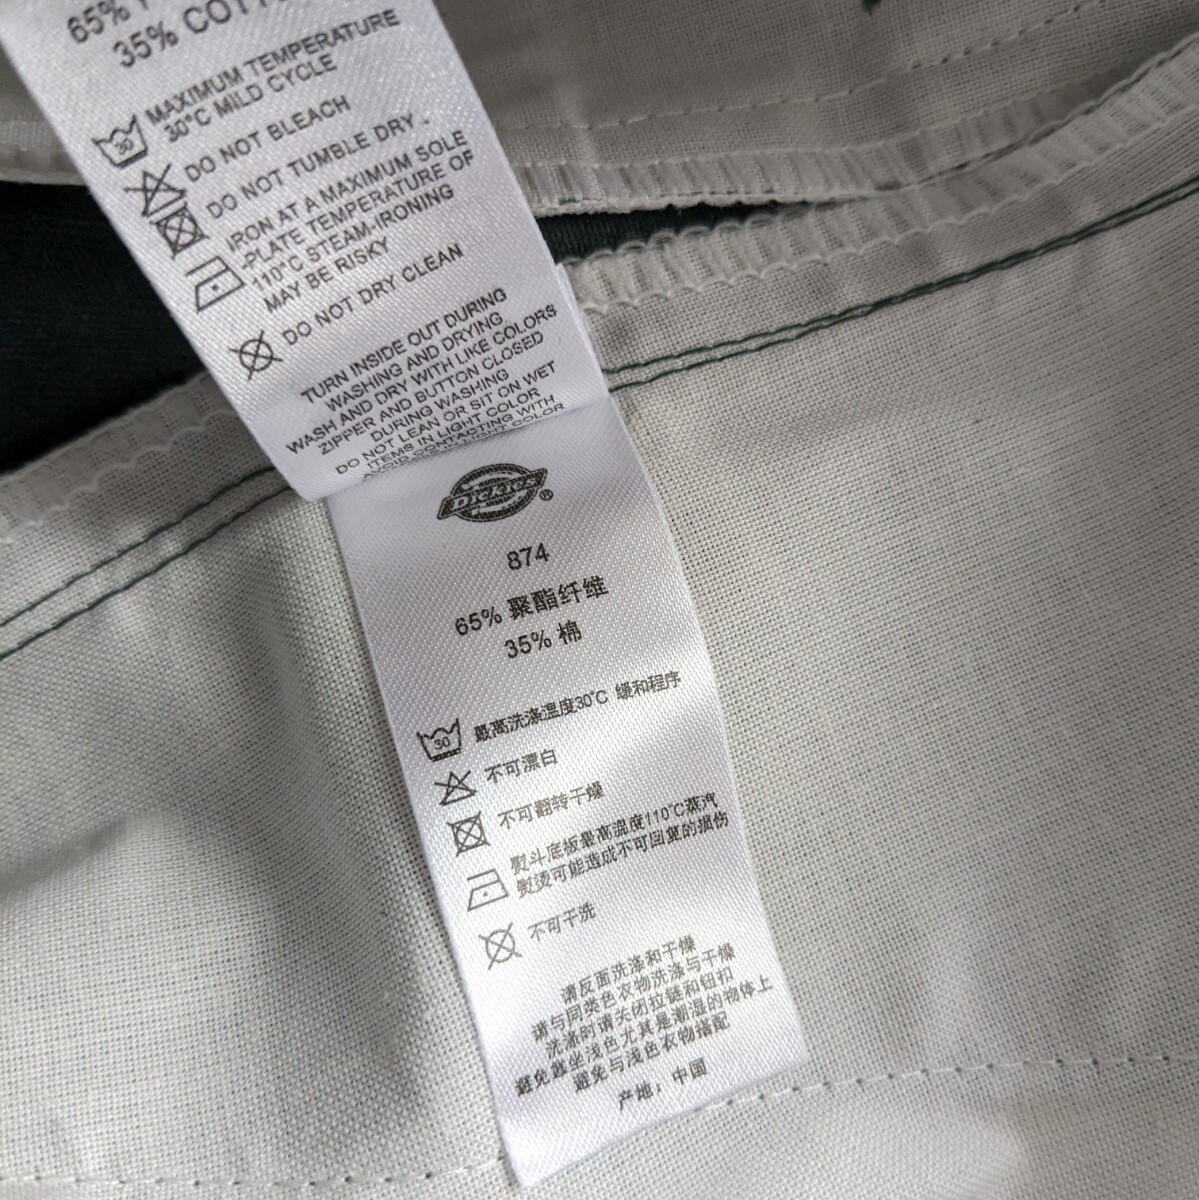 65%
35% COTTON
30
MAXIMUM TEMPERATURE
30°C MILD CYCLE
DO NOT BLEACH
DO NOT TUMBLE DRY .
IRON AT A MAXIMUM SOLE
-PLATE TEMPERATURE OF
110°C STEAM-IRONING
MAY BE RISKY
DO NOT DRY CLEAN
TURN INSIDE OUT DURING
WASHING AND DRYING
WASH AND DRY WITH LIKE COLORS
ZIPPER AND BUTTON CLOSED
DURING WASHING
DO NOT LEAN OR SIT ON WET
ITEMS IN LIGHT COLOR
AVOID CONTACTING WITH
LIGHT COLOR
DICKIES®
874
65% 聚酯纤维
35% 棉
30
最高洗涤温度30°C 缓和程序
不可漂白
不可翻转干燥
熨斗底板最高温度110°C蒸汽
熨烫可能造成不可回复的损伤
不可干洗
请反面洗涤和干燥
请与同类色衣物洗涤与干燥
洗涤时请关闭拉链和钮扣
避免靠坐浅色尤其是潮湿的物体上
避免与浅色衣物搭配
产地：中国